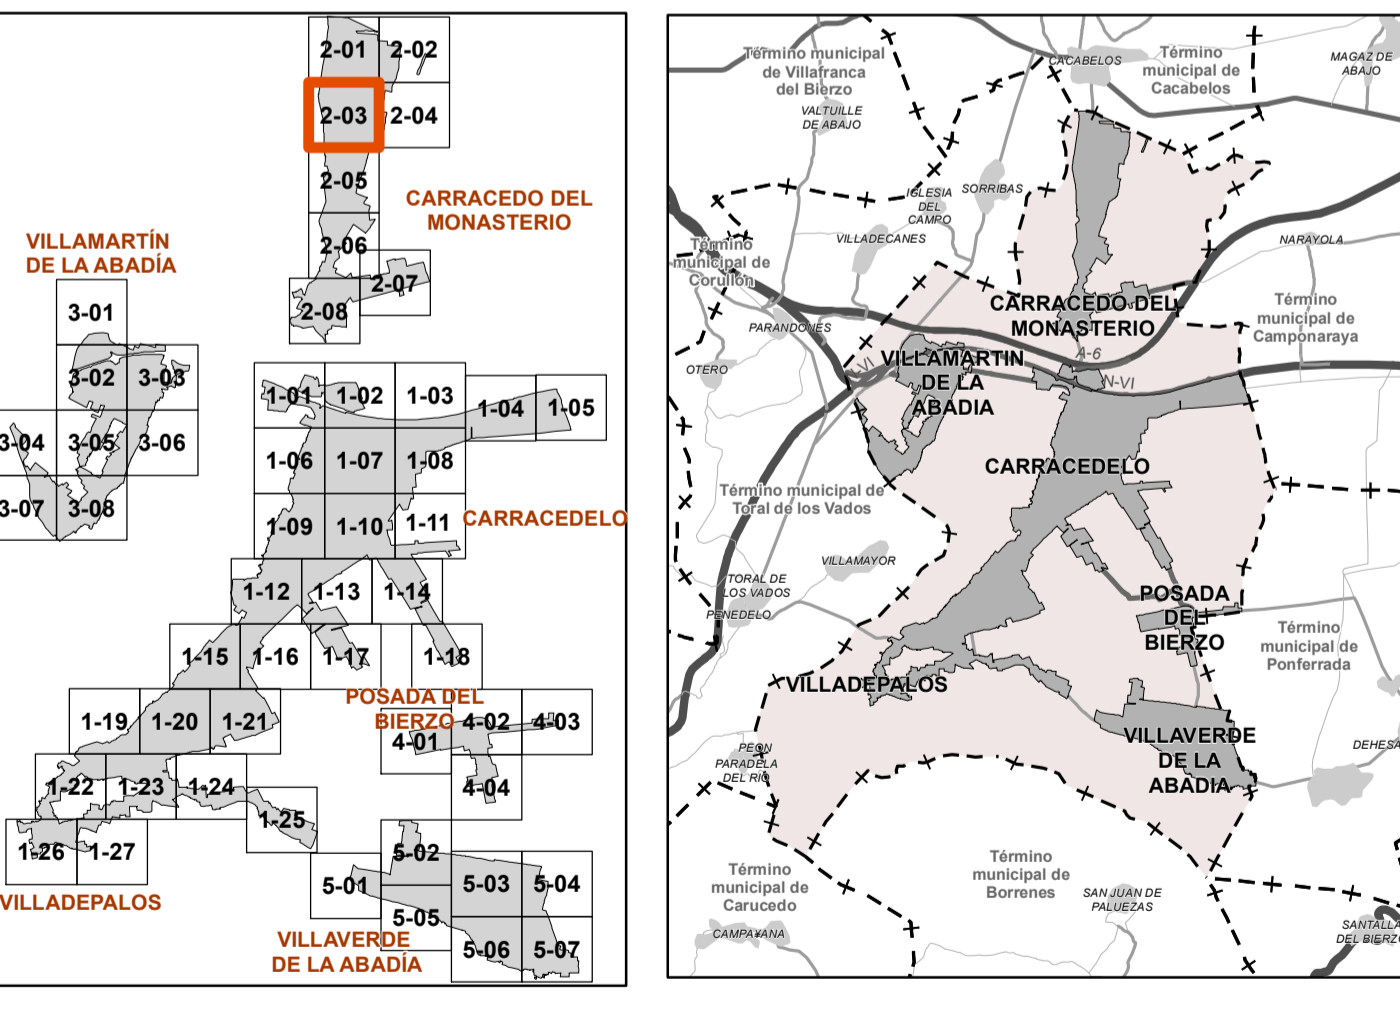 2-01
2-02
2-03
2-04
2-05
CARRACEDO DEL
MONASTERIO
2-06
2-07
2-08
VILLAMARTÍN
DE LA ABADÍA
3-01
3-02
3-03
3-04
3-05
3-06
3-07
3-08
1-01
1-02
1-03
1-04
1-05
1-06
1-07
1-08
1-09
1-10
1-11
CARRACEDELO
1-12
1-13
1-14
1-15
1-16
1-17
1-18
1-19
1-20
1-21
POSADA DEL
BIERZO
4-01
4-02
4-03
4-04
1-22
1-23
1-24
1-25
1-26
1-27
VILLADEPALOS
5-01
5-02
5-03
5-04
5-05
5-06
5-07
VILLAVERDE
DE LA ABADÍA
Término municipal
de Villafranca
del Bierzo
VALTUILLE
DE ABAJO
CACABELOS
Término
municipal de
Cacabelos
MAGAZ DE
ABAJO
IGLESIA
DEL
CAMPO
SORRIBAS
VILLADECANES
NARAYOLA
Término
municipal de
Corullón
PARANDONES
OTERO
CARRACEDO DEL
MONASTERIO
Término
municipal de
Camponaraya
A-6
N-VI
VILLAMARTIN
DE LA
ABADIA
N-VI
CARRACEDELO
Término municipal de
Toral de los Vados
VILLAMAYOR
TORAL DE
LOS VADOS
PENEDELO
POSADA
DEL
BIERZO
Término
municipal de
Ponferrada
VILLADEPALOS
PEON
PARADELA
DEL RÍO
VILLAVERDE
DE LA
ABADIA
DEHESA
Término
municipal de
Carucedo
Término
municipal de
Borrenes
SAN JUAN DE
PALUEZAS
CAMPA¥ANA
SANTALLA
DEL BIERZO